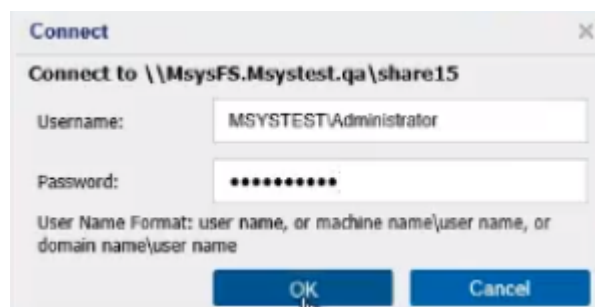 Connect
Connect to \\MsysFS.Msystest.qa\share15
Username: MSYSTEST\Administrator
Password: ••••••••••
User Name Format: user name, or machine name\user name, or
domain name\user name
OK Cancel